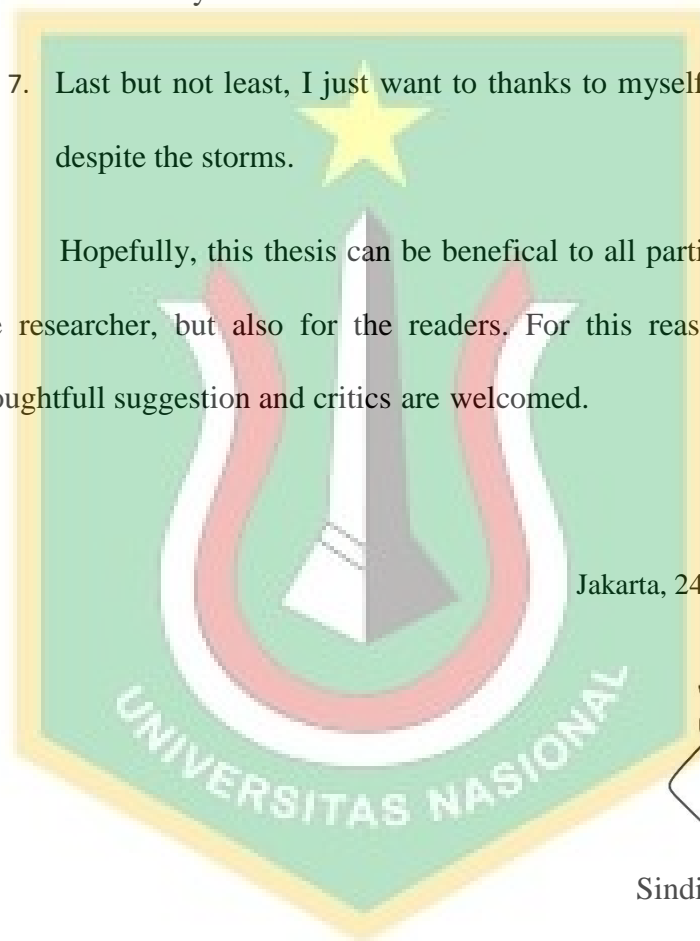 7. Last but not least, I just want to thanks to myself
despite the storms.
Hopefully, this thesis can be benefical to all parti
researcher, but also for the readers. For this reas
oughtfull suggestion and critics are welcomed.
Jakarta, 24
UNIVERSITAS NASIONAL
Sindi